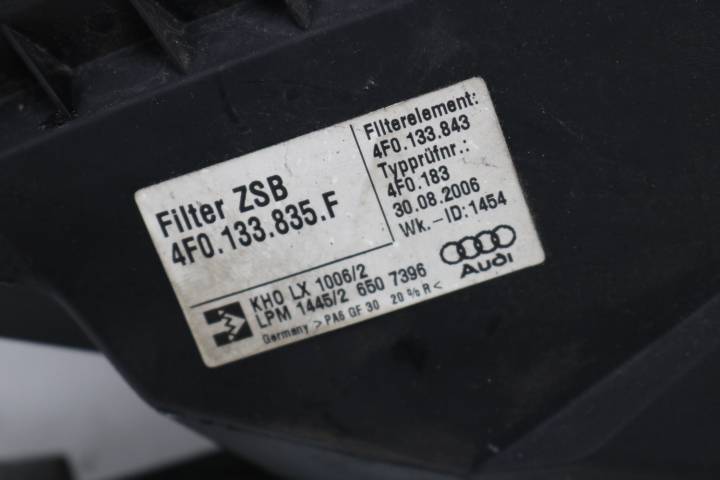 Filter ZSB
4F0.133.835.F
Filterelement:
4F0.133.843
Typprüfnr.:
4F0.183
30.08.2006
Wk.-ID:1454
Audi
KHO LX 1006/2
LPM 1445/2 650 7396
Germany >PA6 GF 30 20 % R<